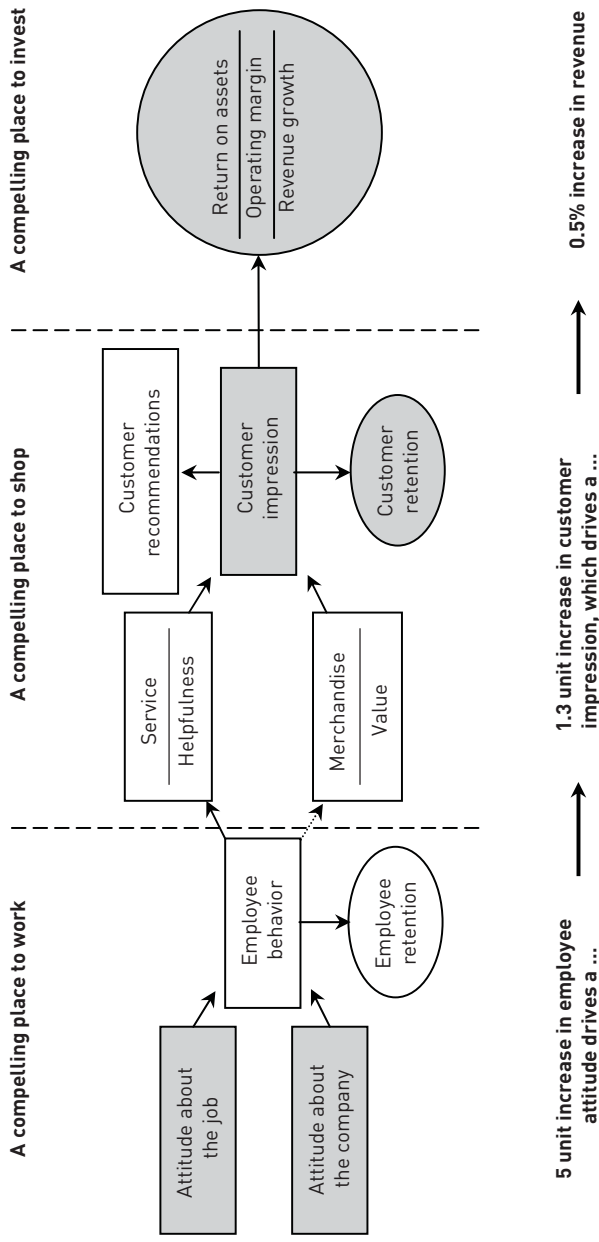 A compelling place to work
A compelling place to shop
A compelling place to invest
Attitude about
the job
Attitude about
the company
Employee
behavior
Employee
retention
Service
Helpfulness
Merchandise
Value
Customer
recommendations
Customer
impression
Customer
retention
Return on assets
Operating margin
Revenue growth
5 unit increase in employee
attitude drives a ...
1.3 unit increase in customer
impression, which drives a ...
0.5% increase in revenue